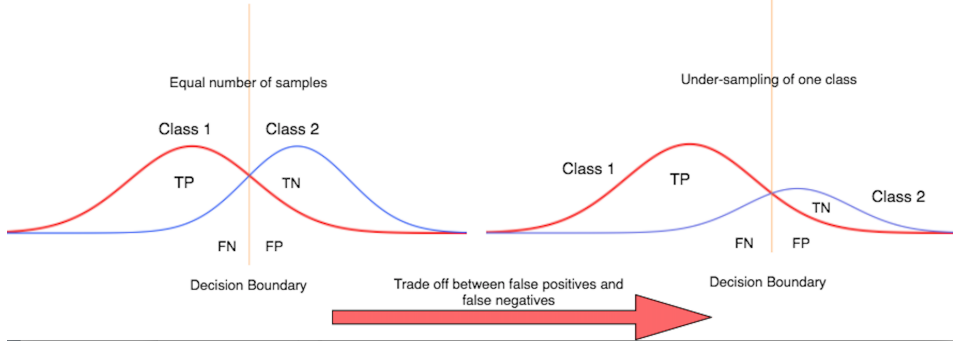 Equal number of samples
Class 1
Class 2
TP
TN
FN
FP
Decision Boundary
Under-sampling of one class
Class 1
TP
Class 2
TN
FN
FP
Decision Boundary
Trade off between false positives and
false negatives